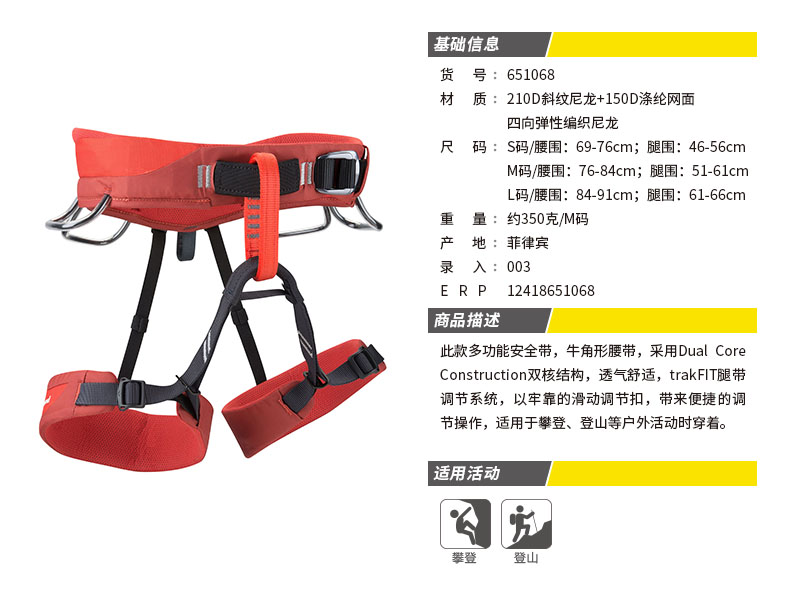 基础信息
货 号：651068
材 质：210D斜纹尼龙+150D涤纶网面
四向弹性编织尼龙
尺 码：S码/腰围：69-76cm；腿围：46-56cm
M码/腰围：76-84cm；腿围：51-61cm
L码/腰围：84-91cm；腿围：61-66cm
重 量：约350克/M码
产 地：菲律宾
录 入：003
E R P 12418651068
商品描述
此款多功能安全带，牛角形腰带，采用Dual Core
Construction双核结构，透气舒适，trakFIT腿带
调节系统，以牢靠的滑动调节扣，带来便捷的调
节操作，适用于攀登、登山等户外活动时穿着。
适用活动
攀登 登山